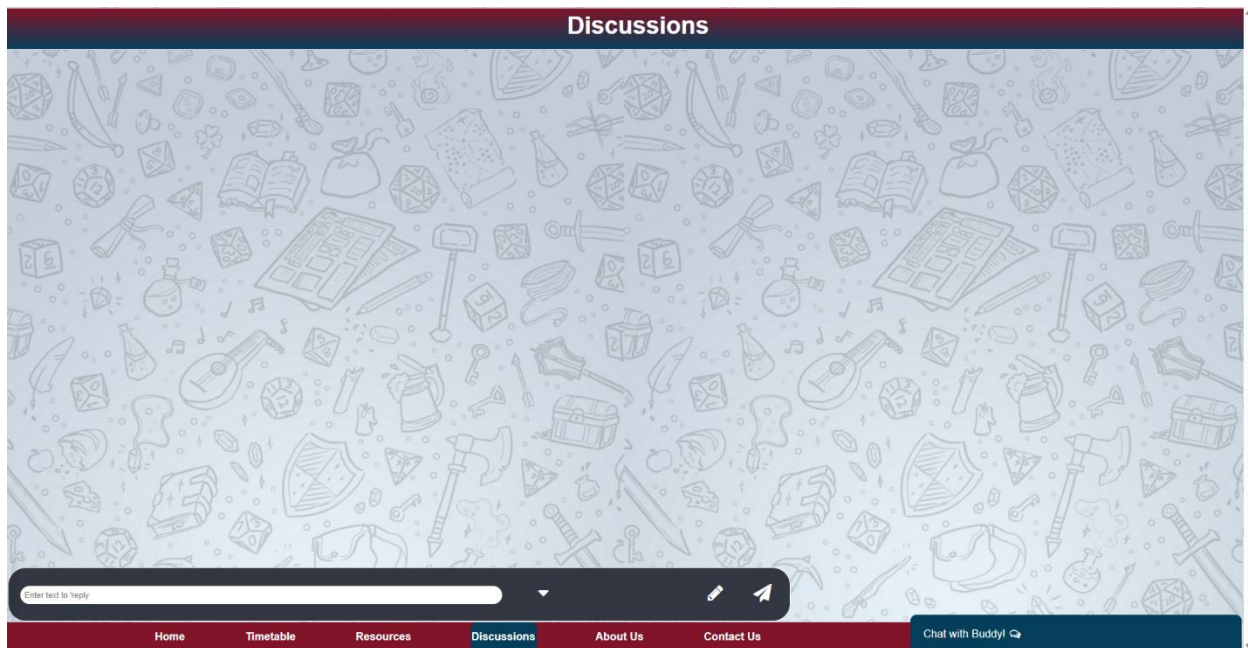 Discussions
Enter text to 'reply
Home Timetable Resources Discussions About Us Contact Us
Chat with Buddy!